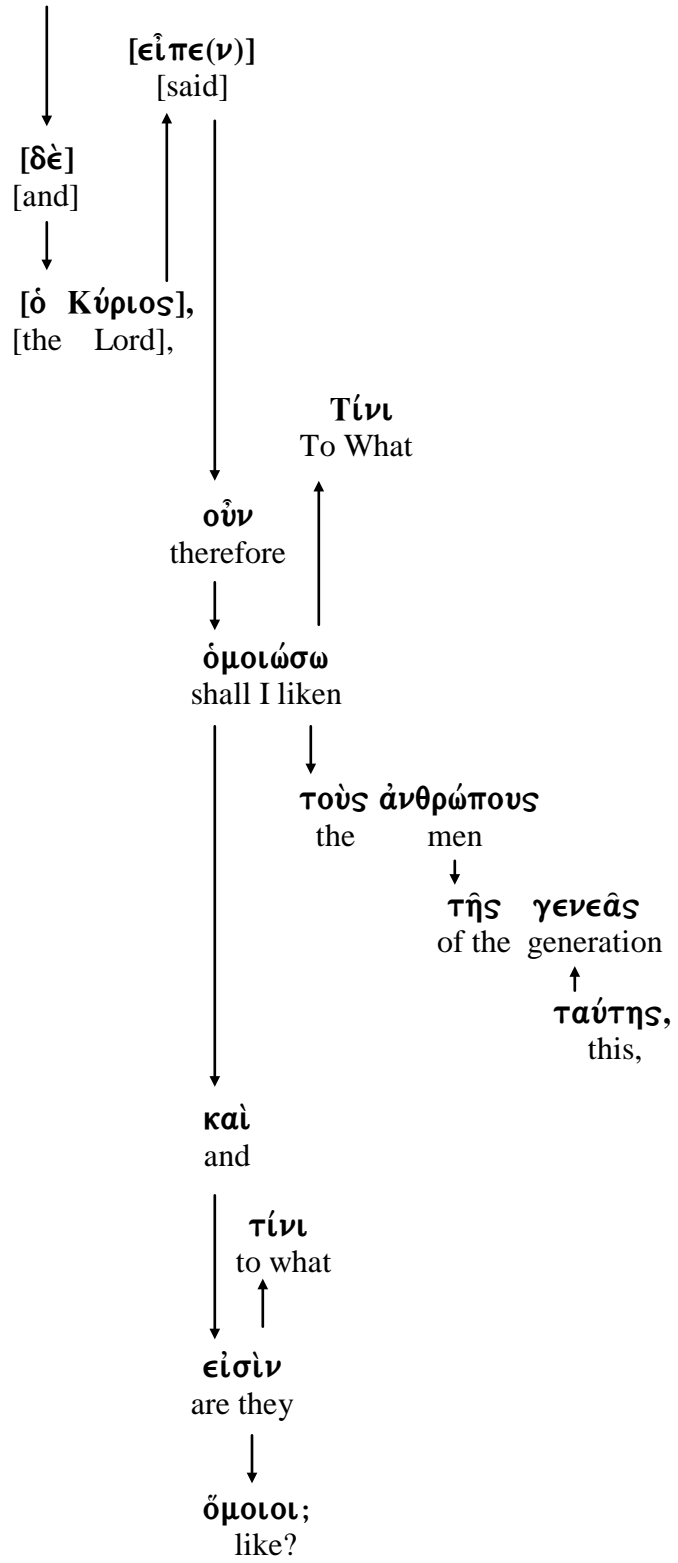 [εἶπε(ν)]
[said]
[δὲ]
[and]
[ὁ Κύριος],
[the Lord],
Τίνι
To What
οὖν
therefore
ὁμοιώσω
shall I liken
τοὺς ἀνθρώπους
the men
τῆς γενεᾶς
of the generation
ταύτης,
this,
καὶ
and
τίνι
to what
εἰσὶν
are they
ὅμοιοι;
like?